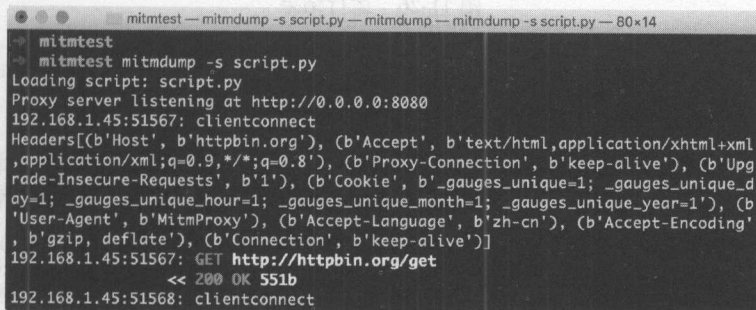 mitmtest — mitmdump -s script.py — mitmdump — mitmdump -s script.py — 80×14
→ mitmtest
→ mitmtest mitmdump -s script.py
Loading script: script.py
Proxy server listening at http://0.0.0.0:8080
192.168.1.45:51567: clientconnect
Headers[(b'Host', b'httpbin.org'), (b'Accept', b'text/html,application/xhtml+xml
,application/xml;q=0.9,*/*;q=0.8'), (b'Proxy-Connection', b'keep-alive'), (b'Upg
rade-Insecure-Requests', b'1'), (b'Cookie', b'_gauges_unique=1; _gauges_unique_d
ay=1; _gauges_unique_hour=1; _gauges_unique_month=1; _gauges_unique_year=1'), (b
'User-Agent', b'MitmProxy'), (b'Accept-Language', b'zh-cn'), (b'Accept-Encoding'
, b'gzip, deflate'), (b'Connection', b'keep-alive')]
192.168.1.45:51567: GET http://httpbin.org/get
<< 200 OK 551b
192.168.1.45:51568: clientconnect